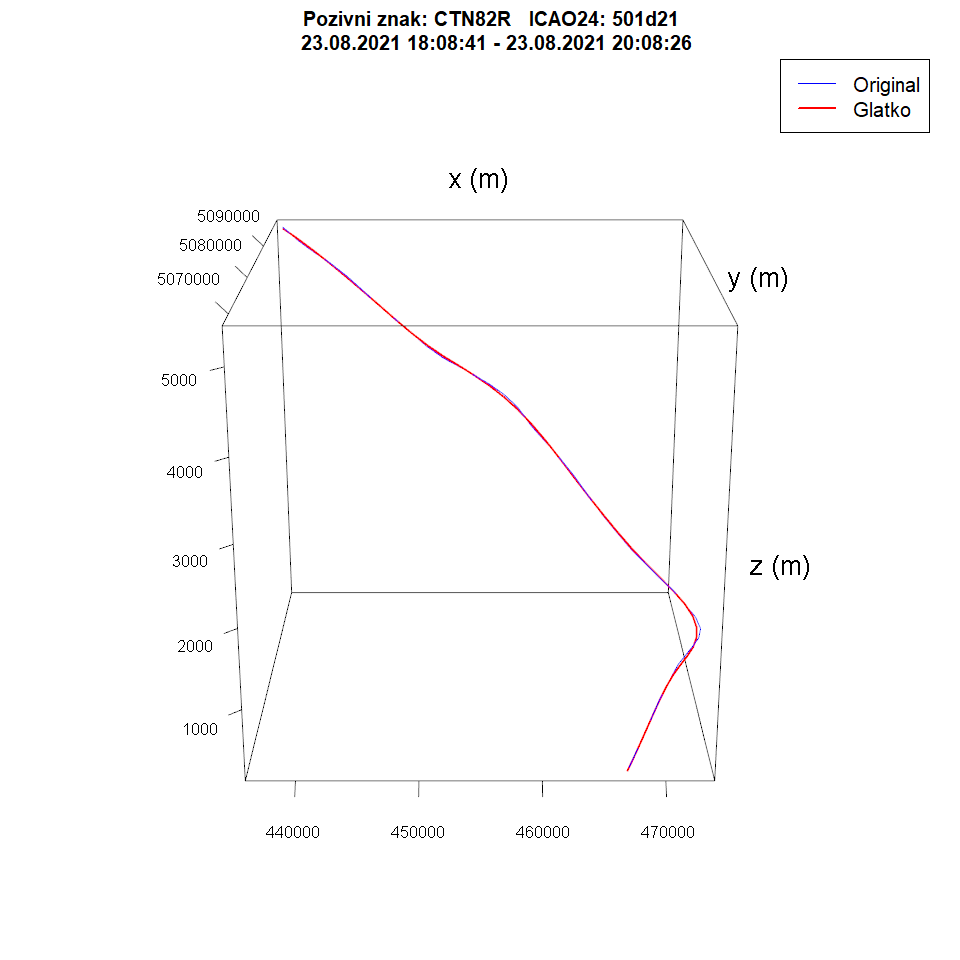 Pozivni znak: CTN82R   ICAO24: 501d21
23.08.2021 18:08:41 - 23.08.2021 20:08:26
Original
Glatko
x (m)
5090000
5080000
5070000
y (m)
5000
4000
3000
z (m)
2000
1000
440000 450000 460000 470000